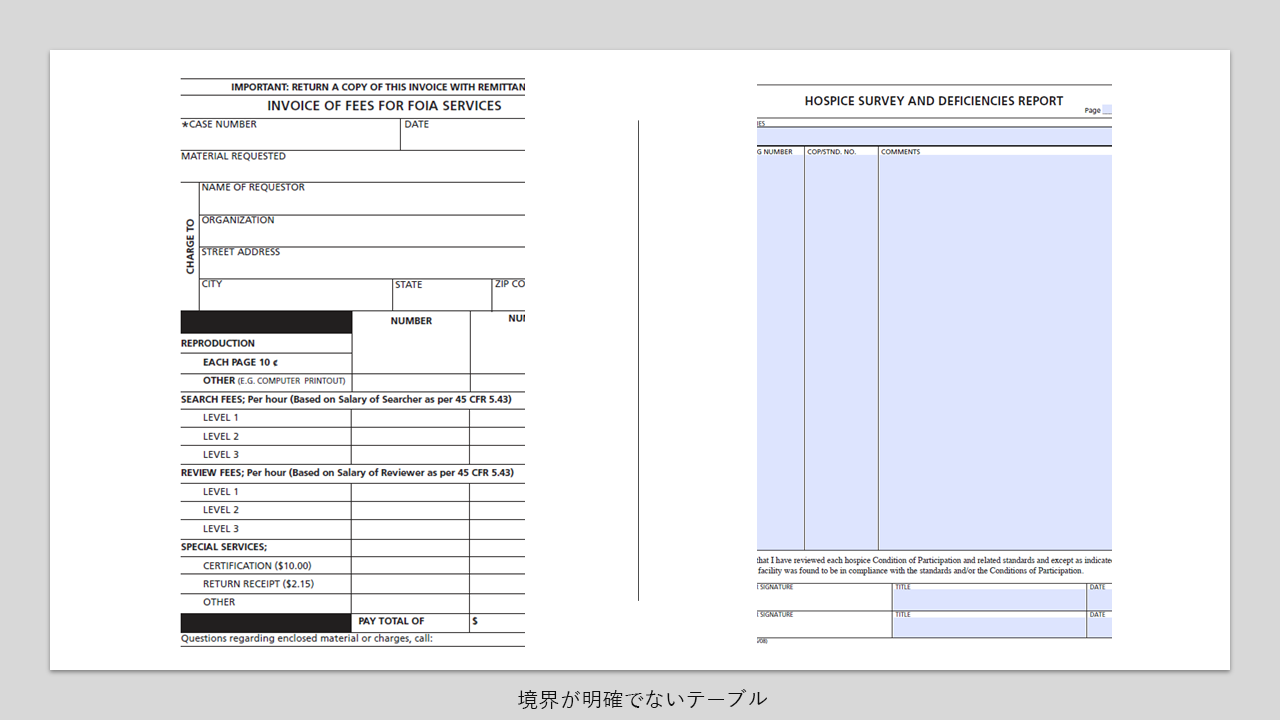 IMPORTANT: RETURN A COPY OF THIS INVOICE WITH REMITTAN
INVOICE OF FEES FOR FOIA SERVICES
*CASE NUMBER DATE
MATERIAL REQUESTED
CHARGE TO
NAME OF REQUESTOR
ORGANIZATION
STREET ADDRESS
CITY STATE ZIP CO
NUMBER NUM
REPRODUCTION
EACH PAGE 10 ¢
OTHER (E.G. COMPUTER PRINTOUT)
SEARCH FEES; Per hour (Based on Salary of Searcher as per 45 CFR 5.43)
LEVEL 1
LEVEL 2
LEVEL 3
REVIEW FEES; Per hour (Based on Salary of Reviewer as per 45 CFR 5.43)
LEVEL 1
LEVEL 2
LEVEL 3
SPECIAL SERVICES;
CERTIFICATION ($10.00)
RETURN RECEIPT ($2.15)
OTHER
PAY TOTAL OF $
Questions regarding enclosed material or charges, call:
HOSPICE SURVEY AND DEFICIENCIES REPORT
Page
IES
G NUMBER COP/STND. NO. COMMENTS
that I have reviewed each hospice Condition of Participation and related standards and except as indicate
facility was found to be in compliance with the standards and/or the Conditions of Participation.
SIGNATURE TITLE DATE
SIGNATURE TITLE DATE
境界が明確でないテーブル